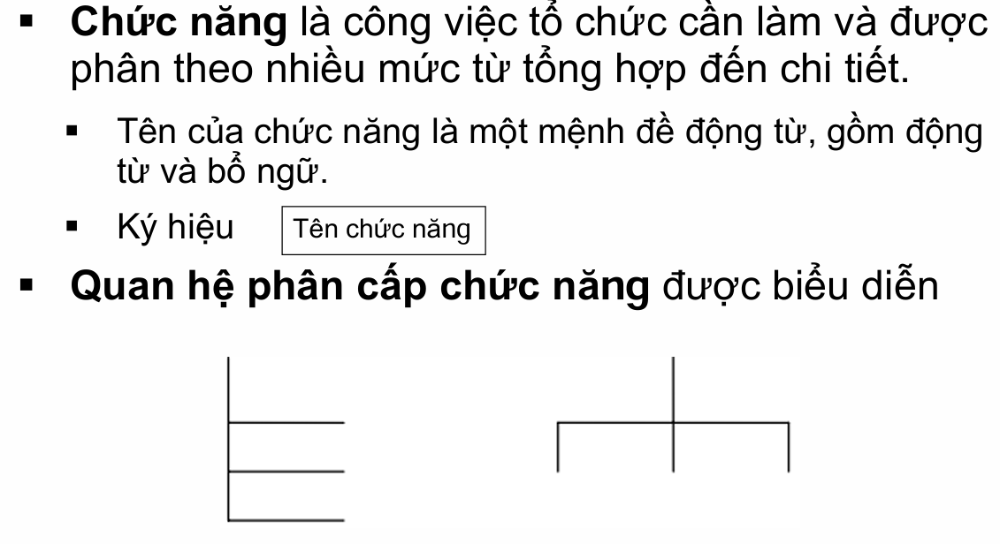 ▪ Chức năng là công việc tổ chức cần làm và được
phân theo nhiều mức từ tổng hợp đến chi tiết.
▪ Tên của chức năng là một mệnh đề động từ, gồm động
từ và bổ ngữ.
▪ Ký hiệu Tên chức năng
▪ Quan hệ phân cấp chức năng được biểu diễn